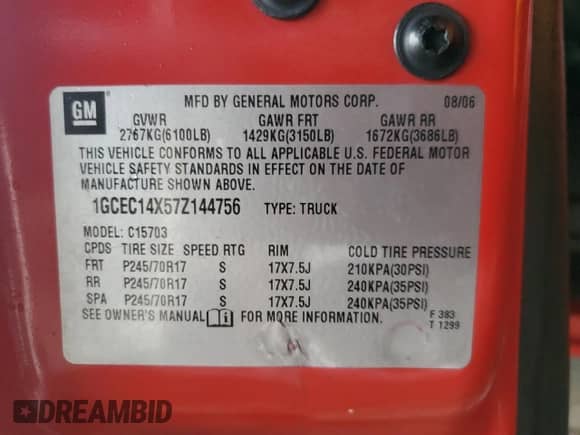 GM
MFD BY GENERAL MOTORS CORP. 08/06
GVWR GAWR FRT GAWR RR
2767KG(6100LB) 1429KG(3150LB) 1672KG(3686LB)
THIS VEHICLE CONFORMS TO ALL APPLICABLE U.S. FEDERAL MOTOR
VEHICLE SAFETY STANDARDS IN EFFECT ON THE DATE OF
MANUFACTURE SHOWN ABOVE.
1GCEC14X57Z144756 TYPE: TRUCK
MODEL: C15703
CPDS TIRE SIZE SPEED RTG RIM COLD TIRE PRESSURE
FRT P245/70R17 S 17X7.5J 210KPA(30PSI)
RR P245/70R17 S 17X7.5J 240KPA(35PSI)
SPA P245/70R17 S 17X7.5J 240KPA(35PSI)
SEE OWNER'S MANUAL FOR MORE INFORMATION.
F 383
T 1299
DREAMBID